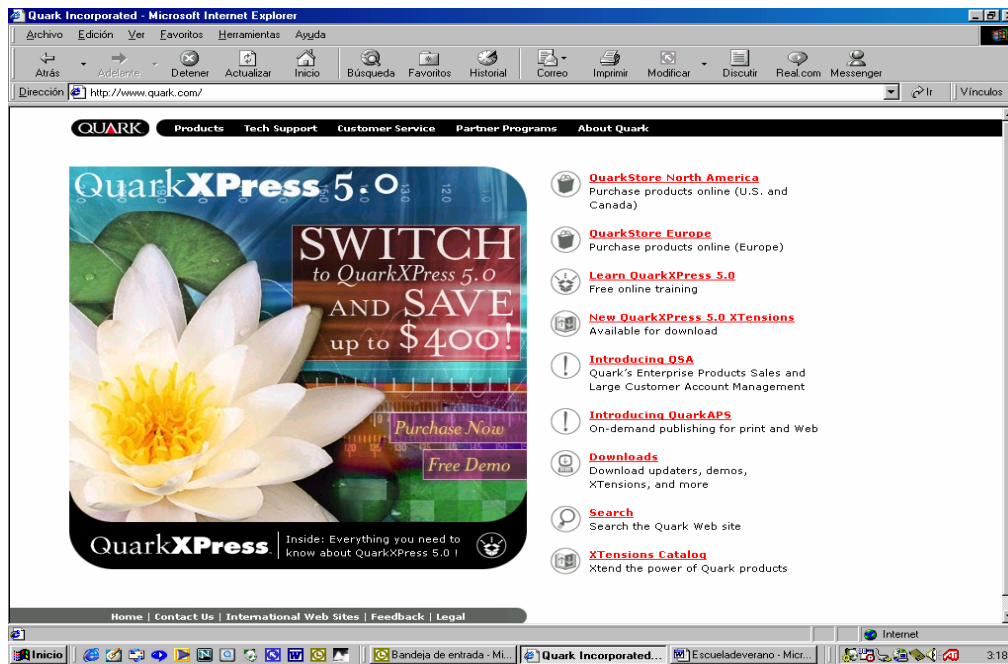 Quark Incorporated - Microsoft Internet Explorer
Archivo Edición Ver Favoritos Herramientas Ayuda
Atrás Adelante Detener Actualizar Inicio Búsqueda Favoritos Historial Correo Imprimir Modificar Discutir Real.com Messenger
Dirección http://www.quark.com/ Ir Vínculos
QUARK Products Tech Support Customer Service Partner Programs About Quark
QuarkXPress 5.0
SWITCH
to QuarkXPress 5.0
AND SAVE
up to $400!
Purchase Now
Free Demo
QuarkXPress
Inside: Everything you need to
know about QuarkXPress 5.0 !
QuarkStore North America
Purchase products online (U.S. and
Canada)
QuarkStore Europe
Purchase products online (Europe)
Learn QuarkXPress 5.0
Free online training
New QuarkXPress 5.0 XTensions
Available for download
Introducing QSA
Quark's Enterprise Products Sales and
Large Customer Account Management
Introducing QuarkAPS
On-demand publishing for print and Web
Downloads
Download updaters, demos,
XTensions, and more
Search
Search the Quark Web site
XTensions Catalog
Xtend the power of Quark products
Home | Contact Us | International Web Sites | Feedback | Legal
Internet
Inicio Bandeja de entrada - Mi... Quark Incorporated... Escueladeverano - Micr... 3:18